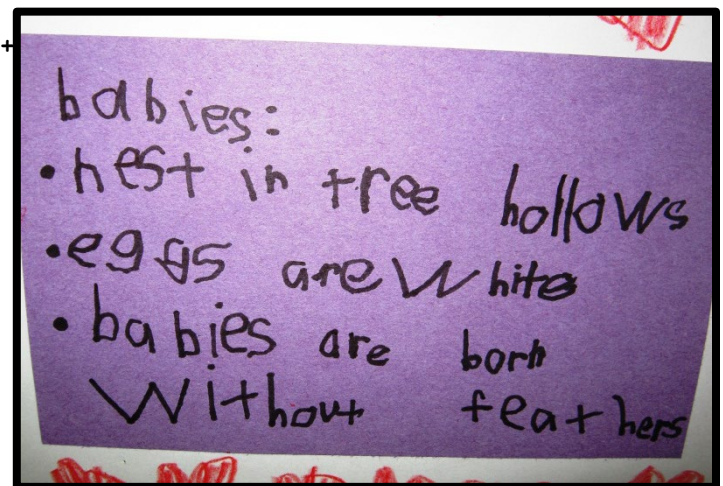 babies:
• nest in tree hollows
• eggs are white
• babies are born
without feathers